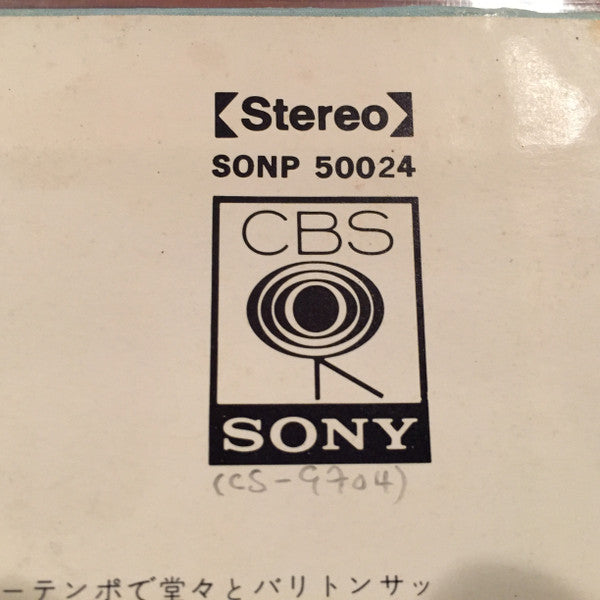 Stereo
SONP 50024
CBS
SONY
(CS-9704)
ーテンポで堂々とバリトンサッ